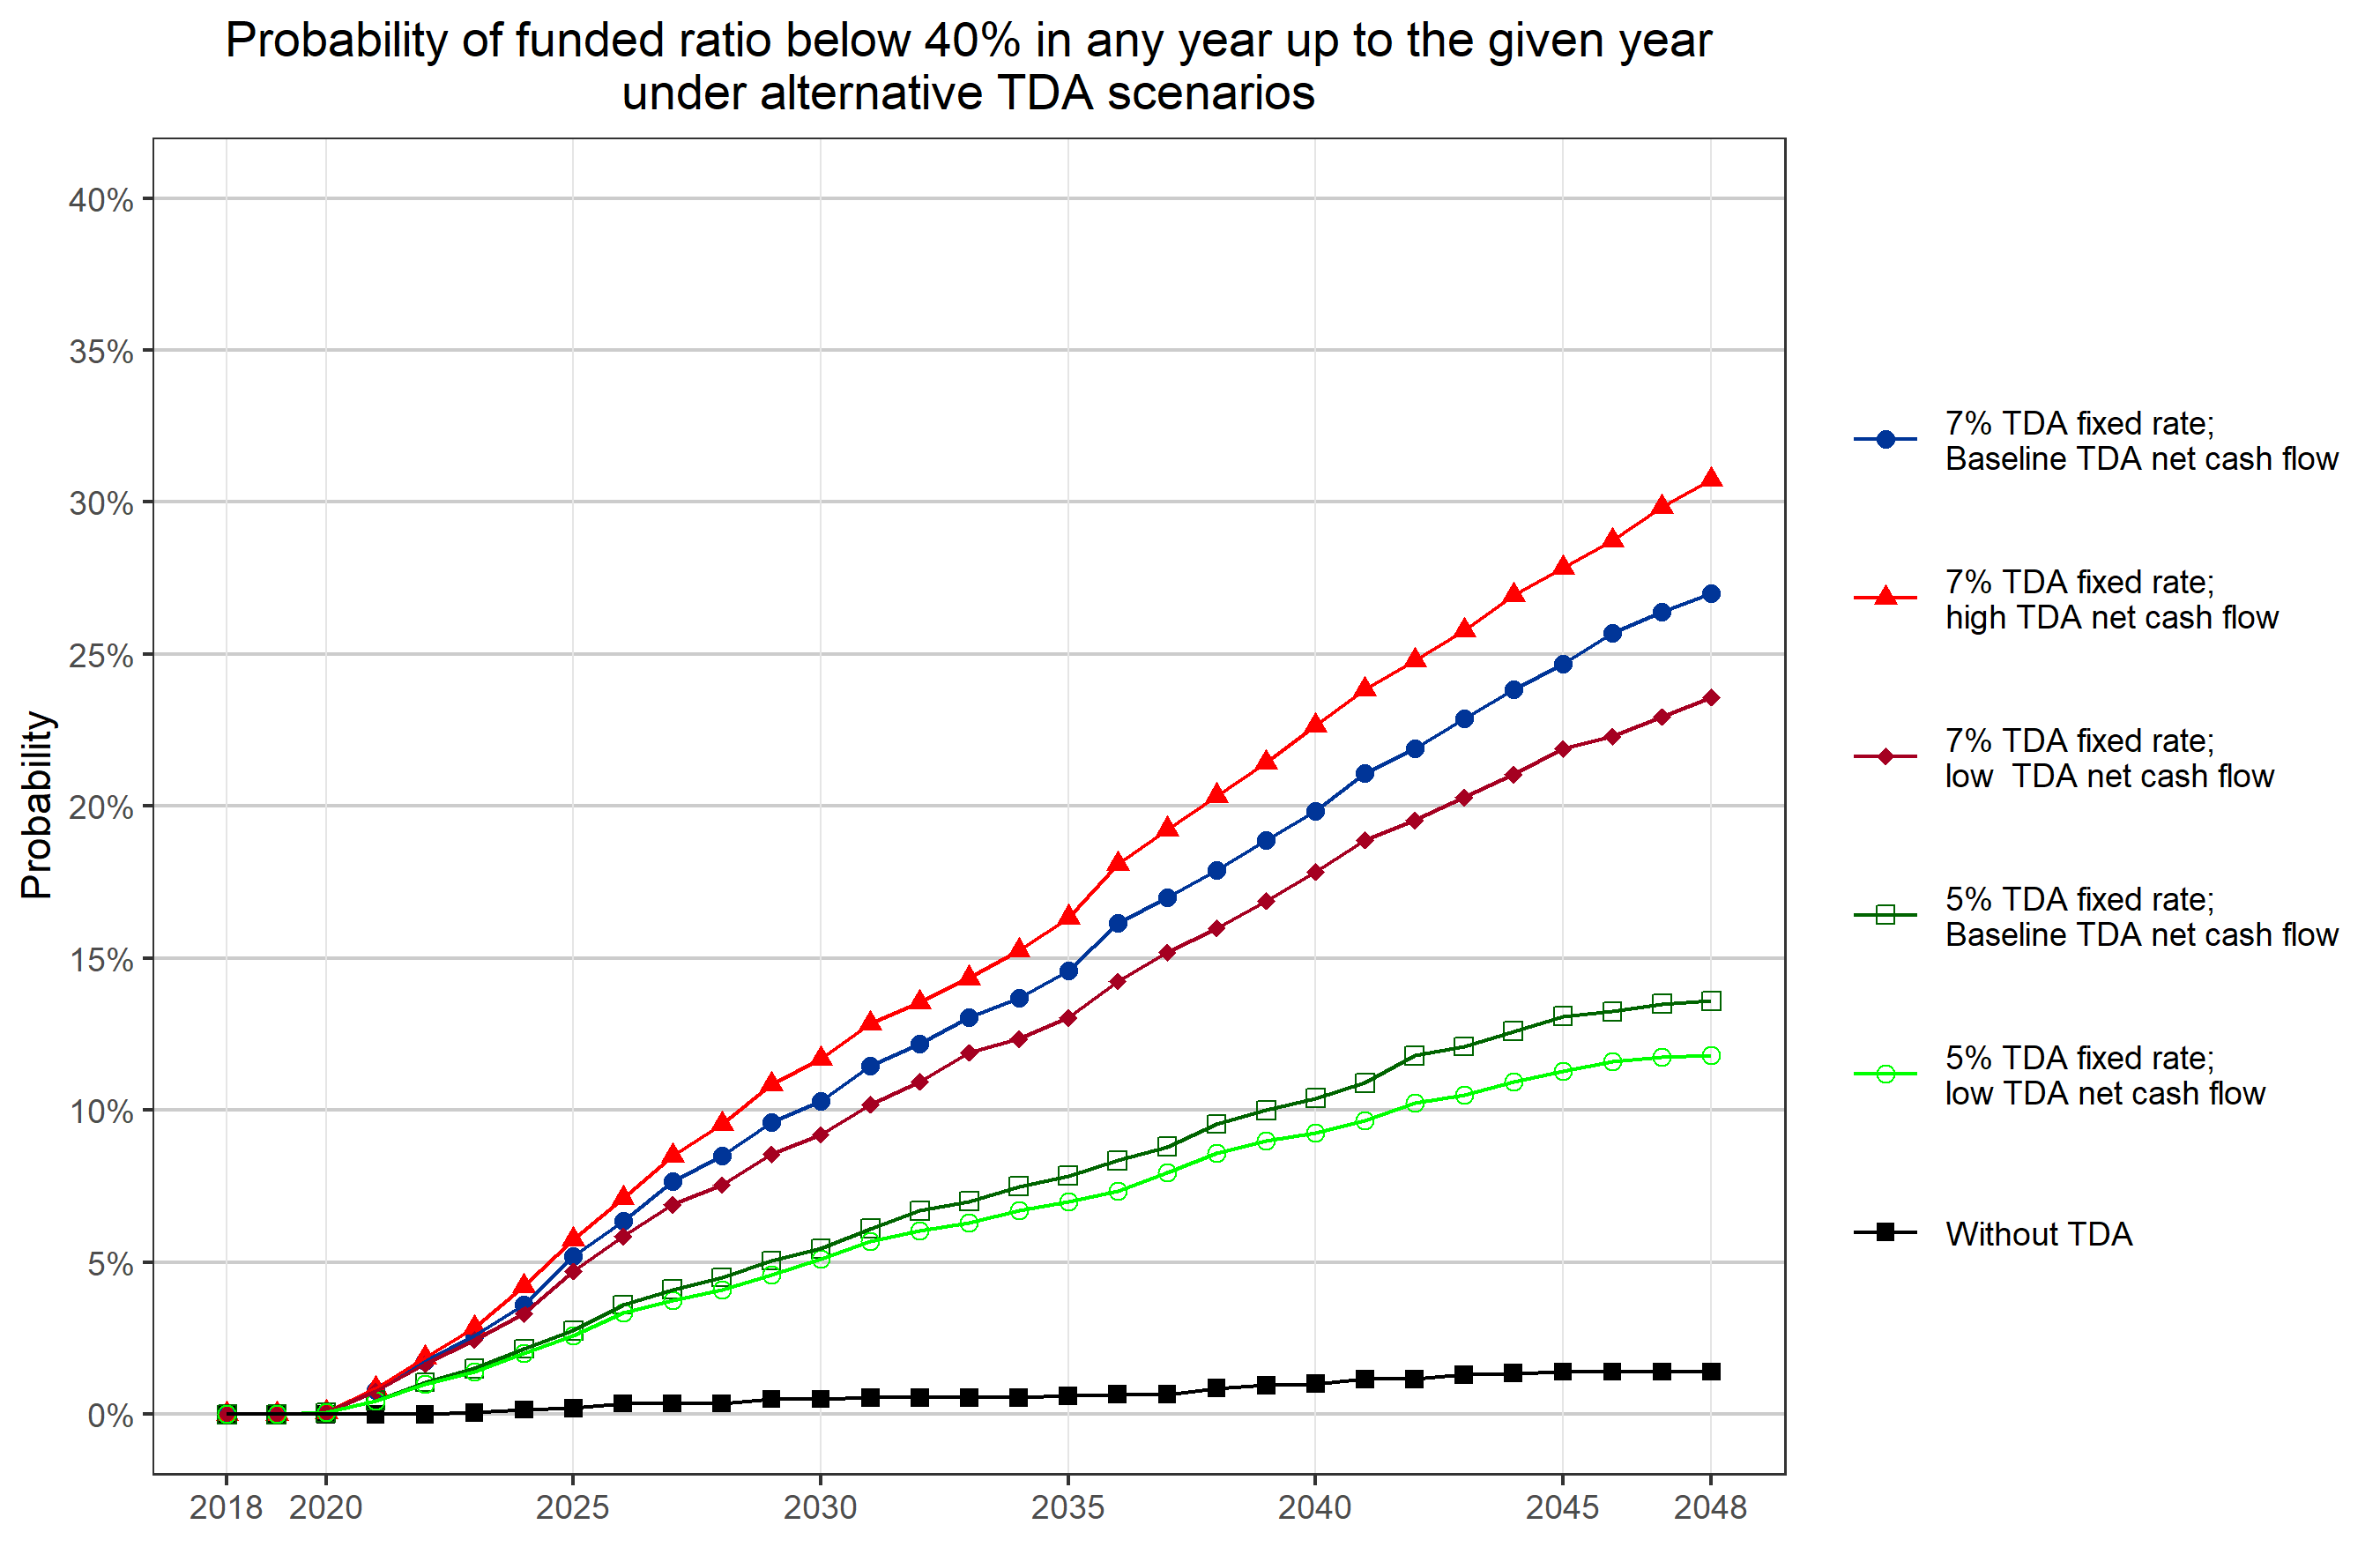 Probability of funded ratio below 40% in any year up to the given year
under alternative TDA scenarios
40%
35%
30%
25%
20%
15%
10%
5%
0%
Probability
2018 2020 2025 2030 2035 2040 2045 2048
7% TDA fixed rate;
Baseline TDA net cash flow
7% TDA fixed rate;
high TDA net cash flow
7% TDA fixed rate;
low  TDA net cash flow
5% TDA fixed rate;
Baseline TDA net cash flow
5% TDA fixed rate;
low TDA net cash flow
Without TDA